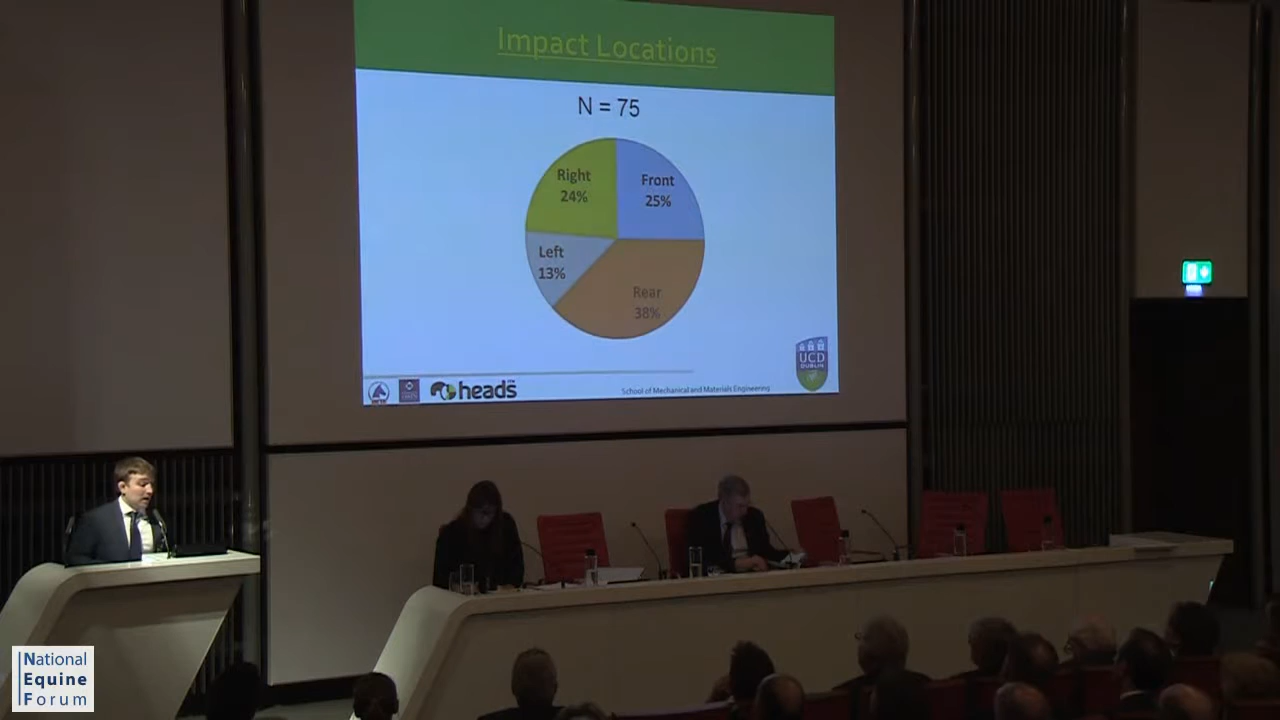 Impact Locations
N = 75
Right
24%
Front
25%
Left
13%
Rear
38%
heads
School of Mechanical and Materials Engineering
UCD
DUBLIN
National
Equine
Forum